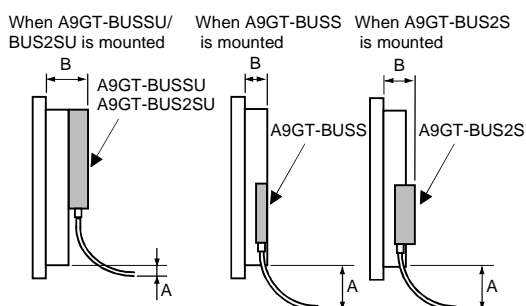 When A9GT-BUSSU/
BUS2SU is mounted
B
A9GT-BUSSU
A9GT-BUS2SU
A
When A9GT-BUSS
is mounted
B
A9GT-BUSS
A
When A9GT-BUS2S
is mounted
B
A9GT-BUS2S
A